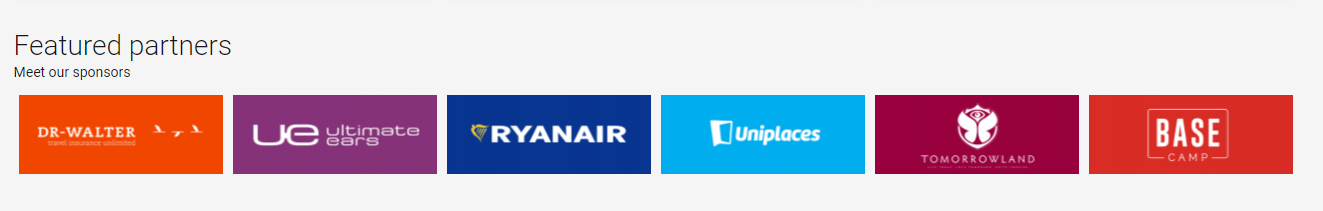 Featured partners
Meet our sponsors
DR-WALTER
travel insurance unlimited
ue ultimate
ears
RYANAIR
Uniplaces
TOMORROWLAND
BASE
CAMP